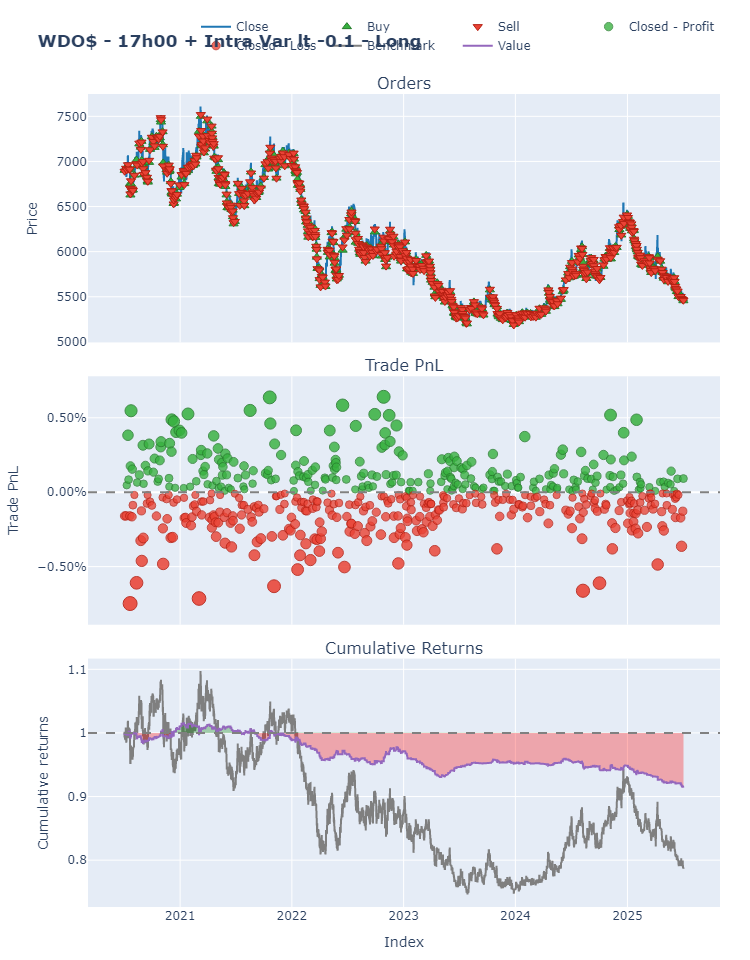 Close Buy Sell Closed - Profit
WDO$ - 17h00 + Intra Var lt -0.1 - Long
Closed - Loss Benchmark Value
Orders
7500
7000
6500
6000
5500
5000
Price
Trade PnL
0.50%
0.00%
−0.50%
Trade PnL
Cumulative Returns
1.1
1
0.9
0.8
Cumulative returns
2021 2022 2023 2024 2025
Index